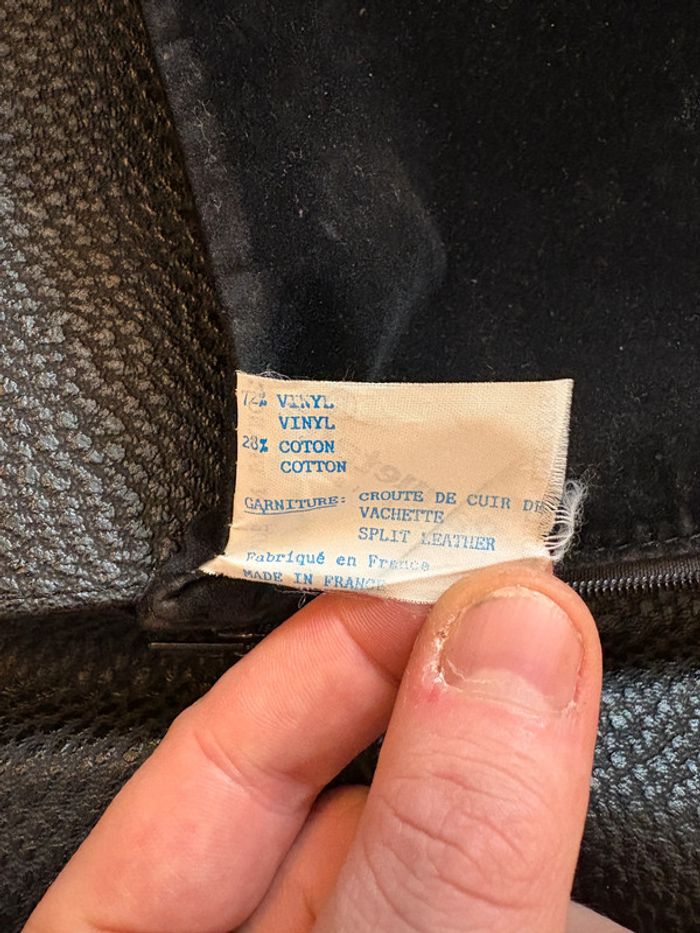 72% VINYL
VINYL
28% COTON
COTTON
GARNITURE: CROUTE DE CUIR DE
VACHETTE
SPLIT LEATHER
Fabriqué en France
MADE IN FRANCE